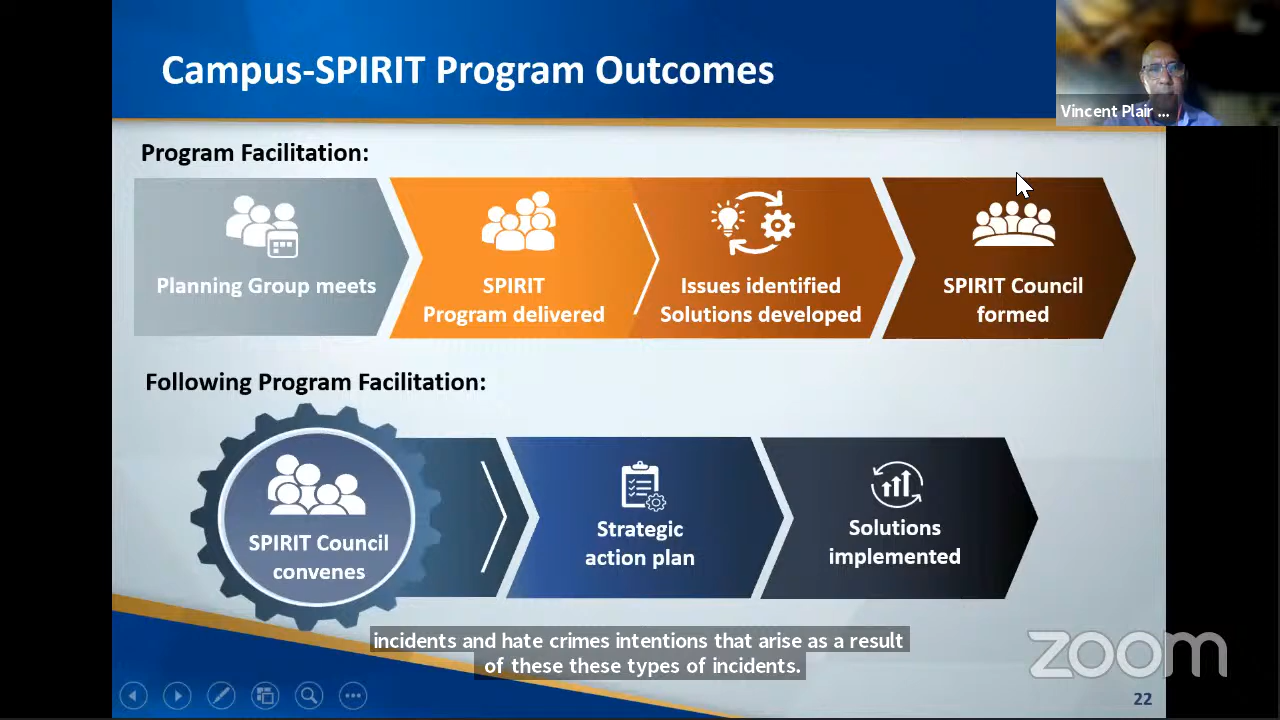 Campus-SPIRIT Program Outcomes
Vincent Plair ...
Program Facilitation:
Planning Group meets
SPIRIT
Program delivered
Issues identified
Solutions developed
SPIRIT Council
formed
Following Program Facilitation:
SPIRIT Council
convenes
Strategic
action plan
Solutions
implemented
incidents and hate crimes intentions that arise as a result
of these these types of incidents.
zoom
22